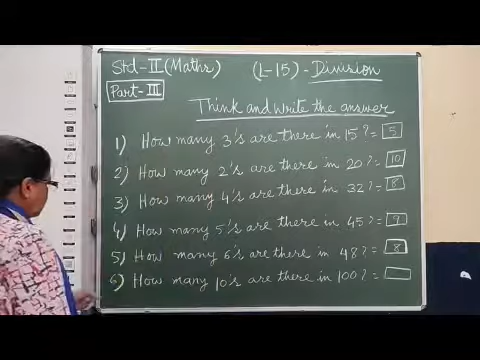 Std-II (Maths) (L-15) - Division
Part-III
Think and write the answer
1) How many 3's are there in 15?= 5
2) How many 2's are there in 20?= 10
3) How many 4's are there in 32?= 8
4) How many 5's are there in 45?= 9
5) How many 6's are there in 48?= 8
6) How many 10's are there in 100?=